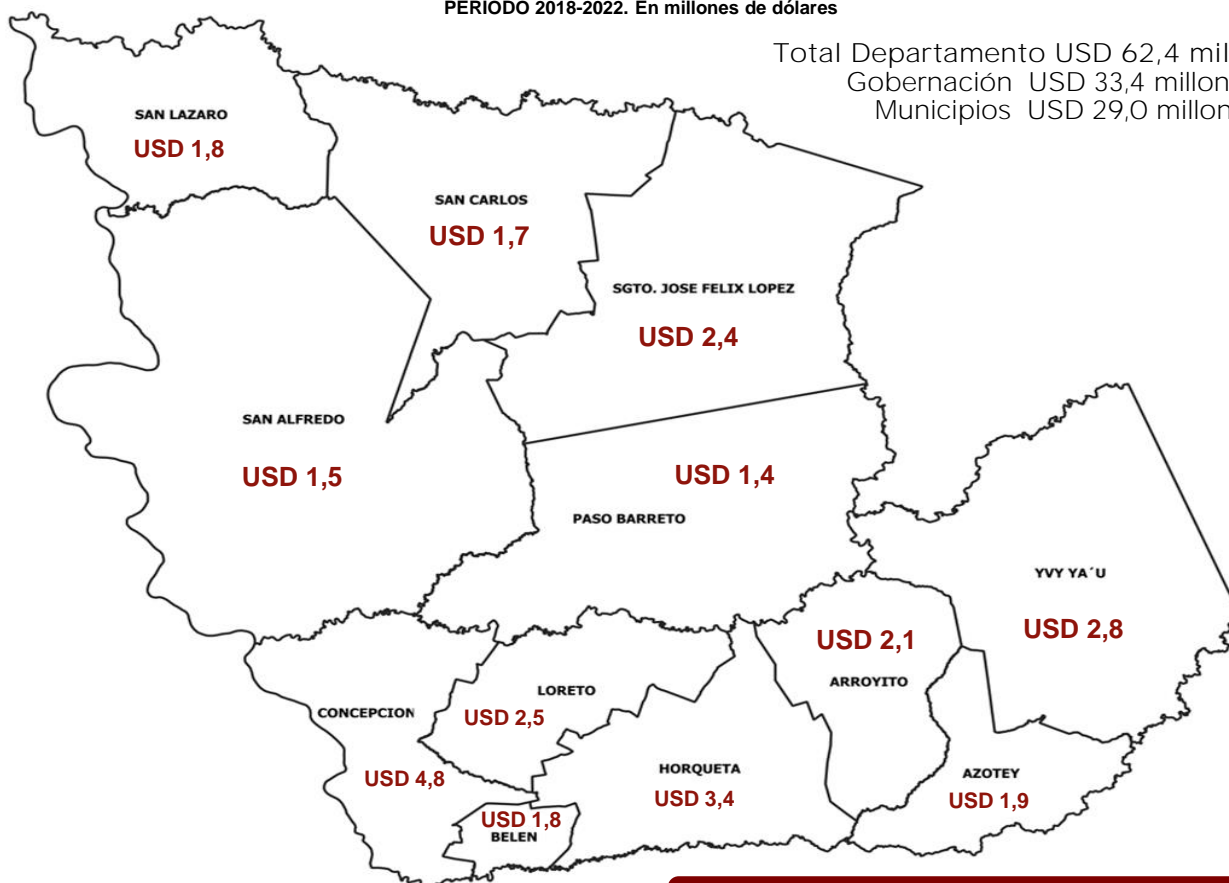 PERIODO 2018-2022. En millones de dólares
Total Departamento USD 62,4 mil
Gobernación USD 33,4 millon
Municipios USD 29,0 millon
SAN LAZARO
USD 1,8
SAN CARLOS
USD 1,7
SGTO. JOSE FELIX LOPEZ
USD 2,4
SAN ALFREDO
USD 1,5
USD 1,4
PASO BARRETO
YVY YA´U
USD 2,8
USD 2,1
ARROYITO
LORETO
USD 2,5
CONCEPCION
USD 4,8
HORQUETA
USD 3,4
AZOTEY
USD 1,9
USD 1,8
BELEN